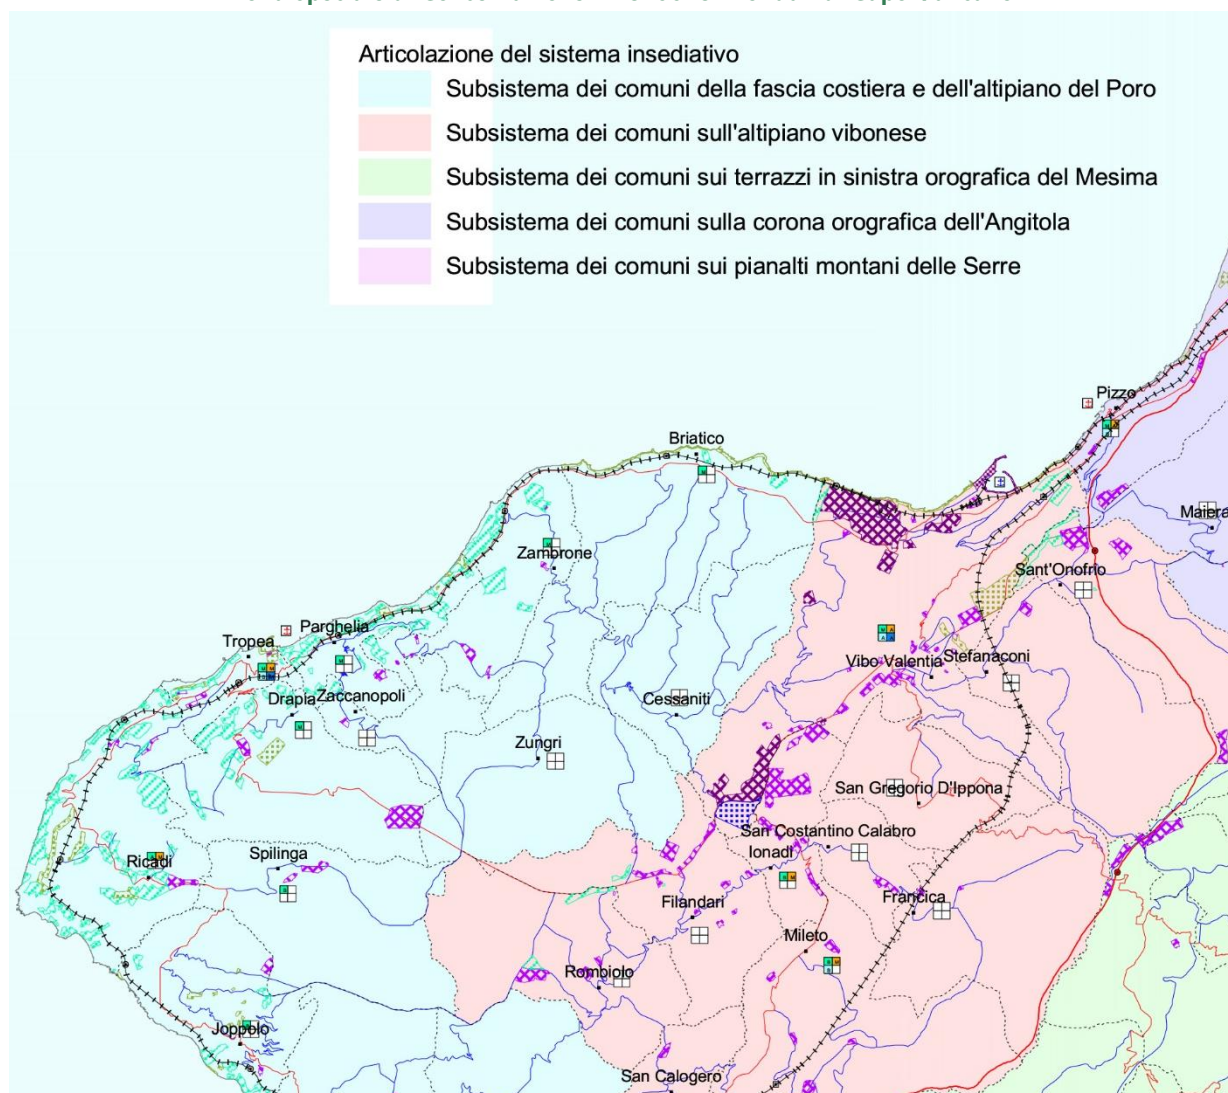 Articolazione del sistema insediativo
Subsistema dei comuni della fascia costiera e dell'altipiano del Poro
Subsistema dei comuni sull'altipiano vibonese
Subsistema dei comuni sui terrazzi in sinistra orografica del Mesima
Subsistema dei comuni sulla corona orografica dell'Angitola
Subsistema dei comuni sui pianalti montani delle Serre
Pizzo
Briatico
Maiera
Zambrone
Sant'Onofrio
Parghelia
Tropea
Vibo Valentia
Stefanaconi
Drapia
Zaccanopoli
Cessaniti
Zungri
San Gregorio D'Ippona
San Costantino Calabro
Ionadi
Ricadi
Spilinga
Filandari
Francica
Mileto
Rombiolo
Joppolo
San Calogero